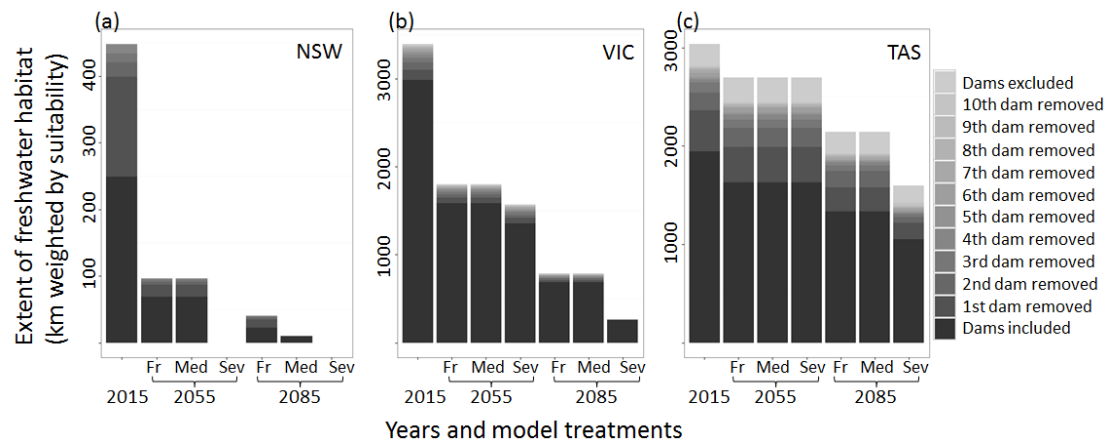 (a)
(b)
(c)
NSW
VIC
TAS
Extent of freshwater habitat
(km weighted by suitability)
400
300
200
100
3000
2000
1000
3000
2000
1000
Dams excluded
10th dam removed
9th dam removed
8th dam removed
7th dam removed
6th dam removed
5th dam removed
4th dam removed
3rd dam removed
2nd dam removed
1st dam removed
Dams included
Fr Med Sev Fr Med Sev
2015 2055 2085
Fr Med Sev Fr Med Sev
2015 2055 2085
Fr Med Sev Fr Med Sev
2015 2055 2085
Years and model treatments